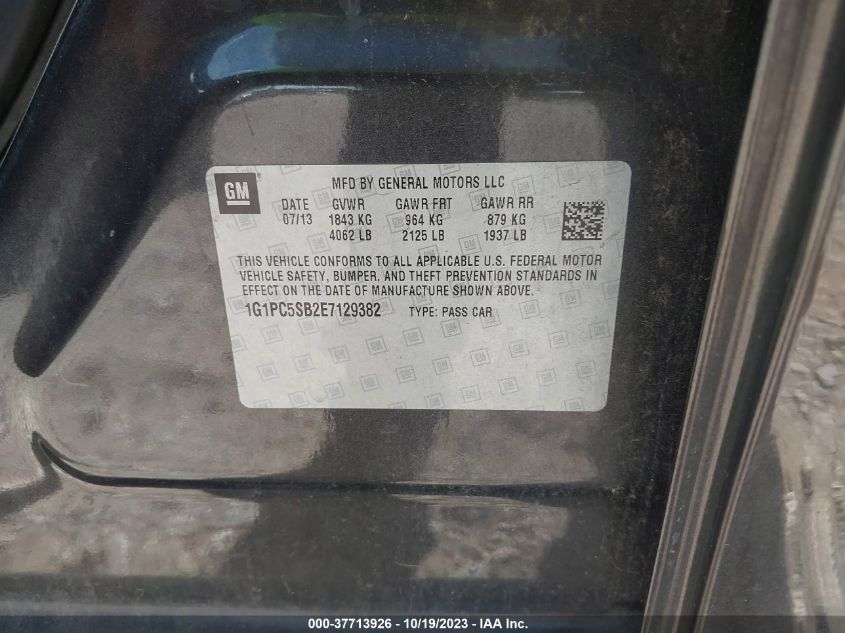 GM
MFD BY GENERAL MOTORS LLC
DATE GVWR GAWR FRT GAWR RR
07/13 1843 KG 964 KG 879 KG
4062 LB 2125 LB 1937 LB
THIS VEHICLE CONFORMS TO ALL APPLICABLE U.S. FEDERAL MOTOR
VEHICLE SAFETY, BUMPER, AND THEFT PREVENTION STANDARDS IN
EFFECT ON THE DATE OF MANUFACTURE SHOWN ABOVE.
1G1PC5SB2E7129382 TYPE: PASS CAR
000-37713926 - 10/19/2023 - IAA Inc.